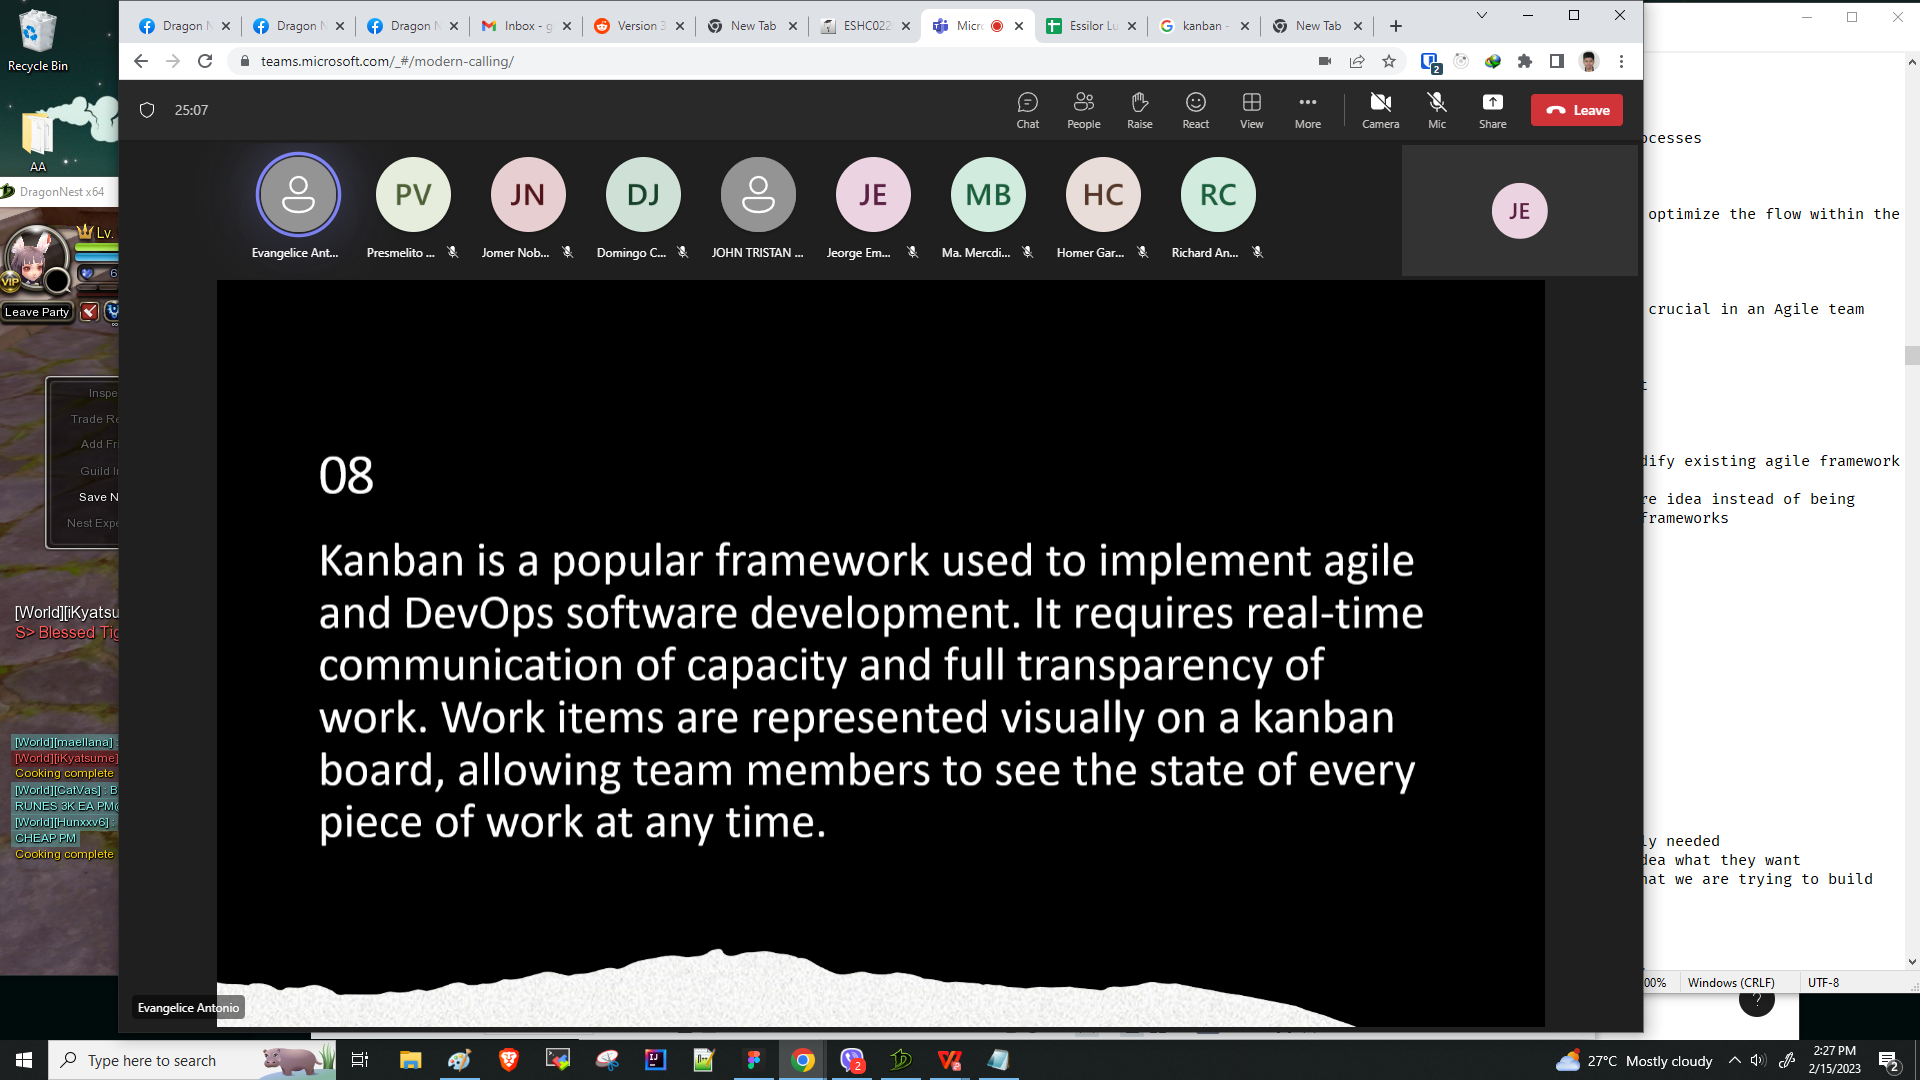 Recycle Bin
AA
DragonNest x64
Lv.
VIP
6
Leave Party
Inspe
Trade Re
Add Fri
Guild I
Save N
Nest Expe
[World][iKyatsu
S> Blessed Tig
[World][maellana] :
[World][iKyatsume]
Cooking complete
[World][CatVas] : B
RUNES 3K EA PM@
[World][Hunxxv6] :
CHEAP PM
Cooking complete
Dragon N
Dragon N
Dragon N
Inbox - g
Version 3
New Tab
ESHC022
Micr
Essilor Lu
kanban -
New Tab
teams.microsoft.com/_#/modern-calling/
2
25:07
Chat
People
Raise
React
View
More
Camera
Mic
Share
Leave
PV
JN
DJ
JE
MB
HC
RC
JE
Evangelice Ant...
Presmelito ...
Jomer Nob...
Domingo C...
JOHN TRISTAN ...
Jeorge Em...
Ma. Mercdi...
Homer Gar...
Richard An...
08
Kanban is a popular framework used to implement agile
and DevOps software development. It requires real-time
communication of capacity and full transparency of
work. Work items are represented visually on a kanban
board, allowing team members to see the state of every
piece of work at any time.
Evangelice Antonio
ocesses
optimize the flow within the
crucial in an Agile team
t
dify existing agile framework
re idea instead of being
frameworks
ly needed
dea what they want
hat we are trying to build
00%
Windows (CRLF)
UTF-8
?
Type here to search
2
27°C Mostly cloudy
2:27 PM
2/15/2023
2